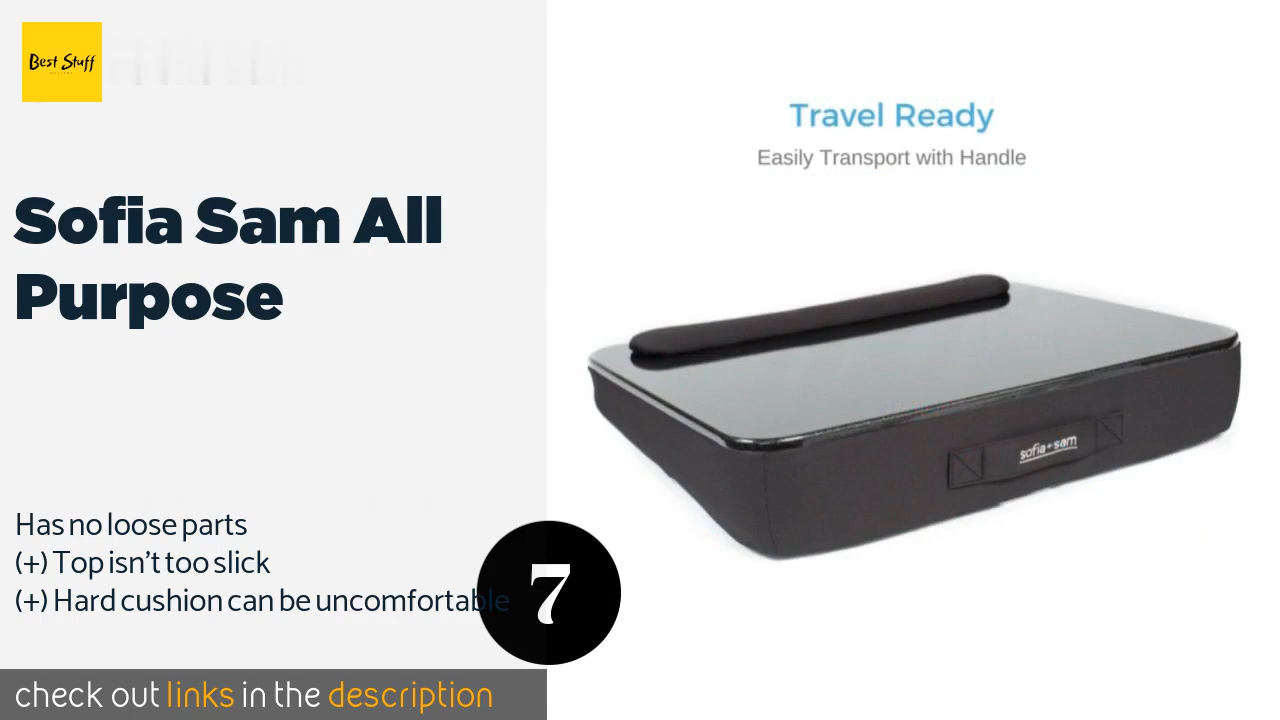 Best Stuff
Travel Ready
Easily Transport with Handle
Sofia Sam All
Purpose
sofia+sam
Has no loose parts
(+) Top isn't too slick
(+) Hard cushion can be uncomfortable
7
check out links in the description